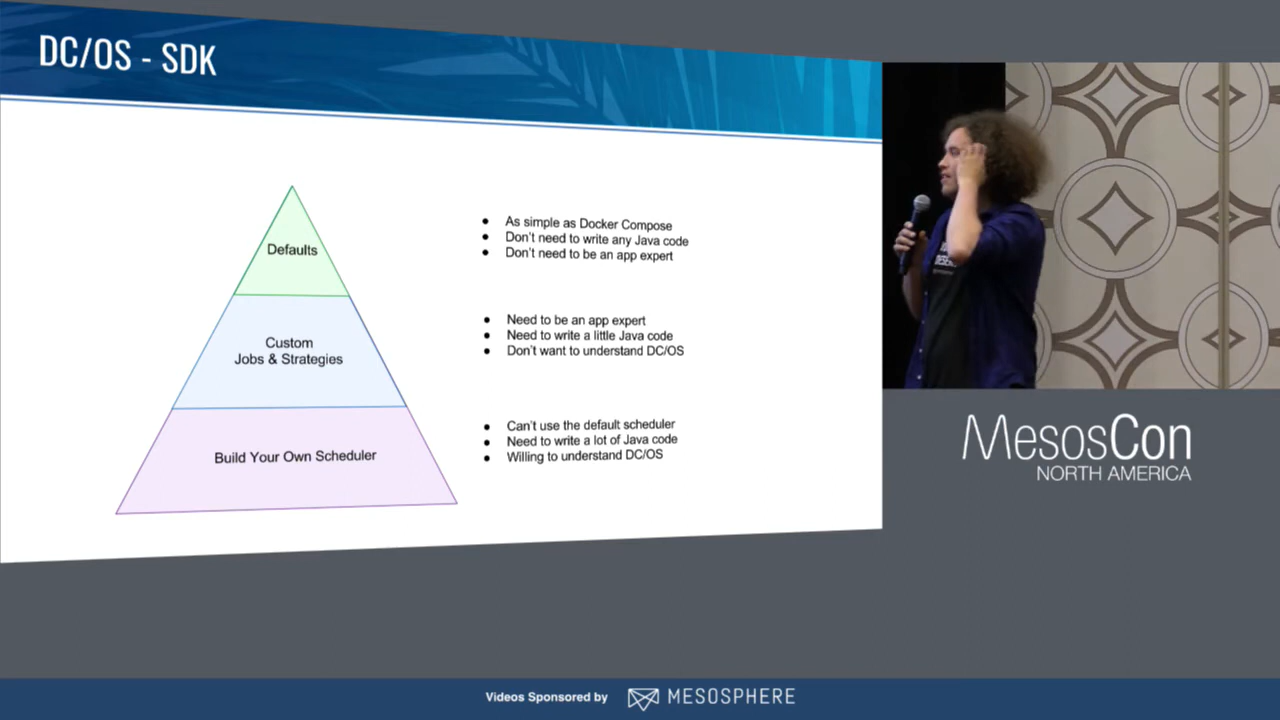 DC/OS - SDK
Defaults
● As simple as Docker Compose
● Don't need to write any Java code
● Don't need to be an app expert
Custom
Jobs & Strategies
● Need to be an app expert
● Need to write a little Java code
● Don't want to understand DC/OS
Build Your Own Scheduler
● Can't use the default scheduler
● Need to write a lot of Java code
● Willing to understand DC/OS
MesosCon
NORTH AMERICA
Videos Sponsored by MESOSPHERE